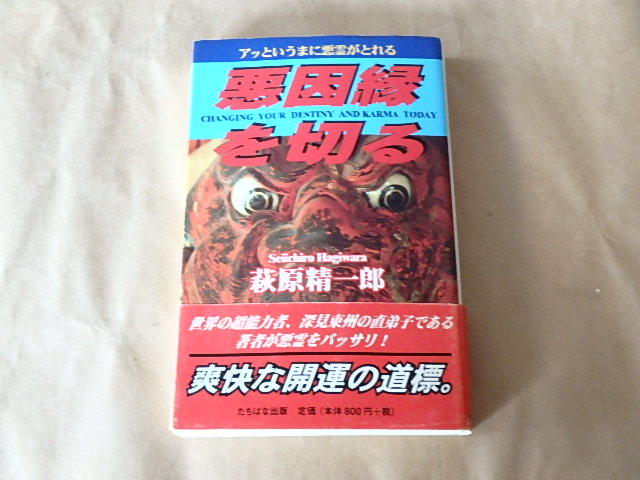 アッというまに悪霊がとれる
悪因縁
CHANGING YOUR DESTINY AND KARMA TODAY
を切る
Seiichiro Hagiwara
萩原精一郎
世界の超能力者、深見東州の直弟子である
著者が悪霊をバッサリ!
爽快な開運の道標。
たちばな出版 定価(本体800円+税)